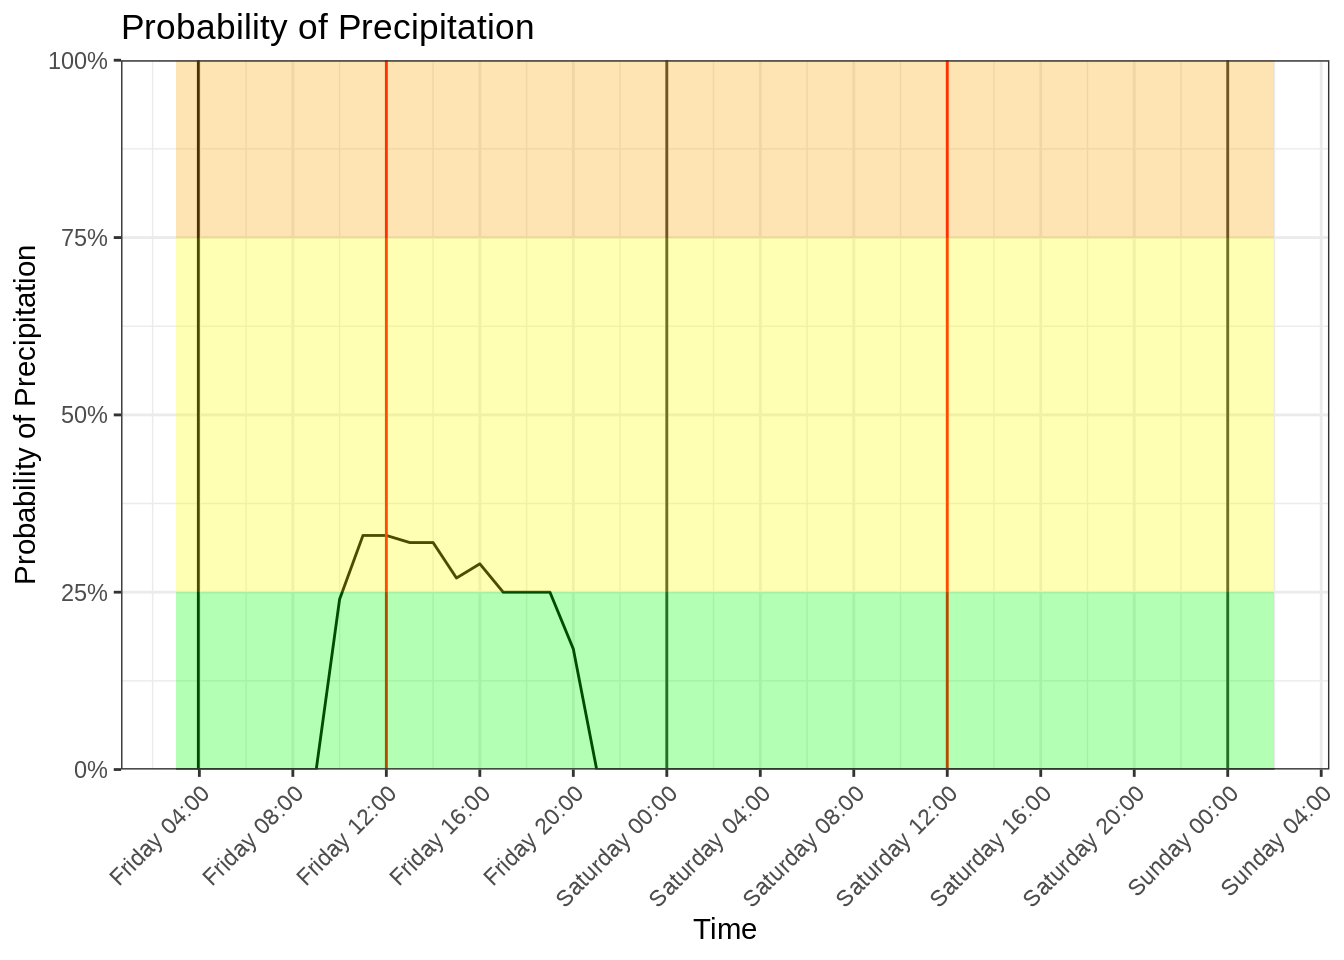 Probability of Precipitation
Probability of Precipitation
100%
75%
50%
25%
0%
Friday 04:00
Friday 08:00
Friday 12:00
Friday 16:00
Friday 20:00
Saturday 00:00
Saturday 04:00
Saturday 08:00
Saturday 12:00
Saturday 16:00
Saturday 20:00
Sunday 00:00
Sunday 04:00
Time